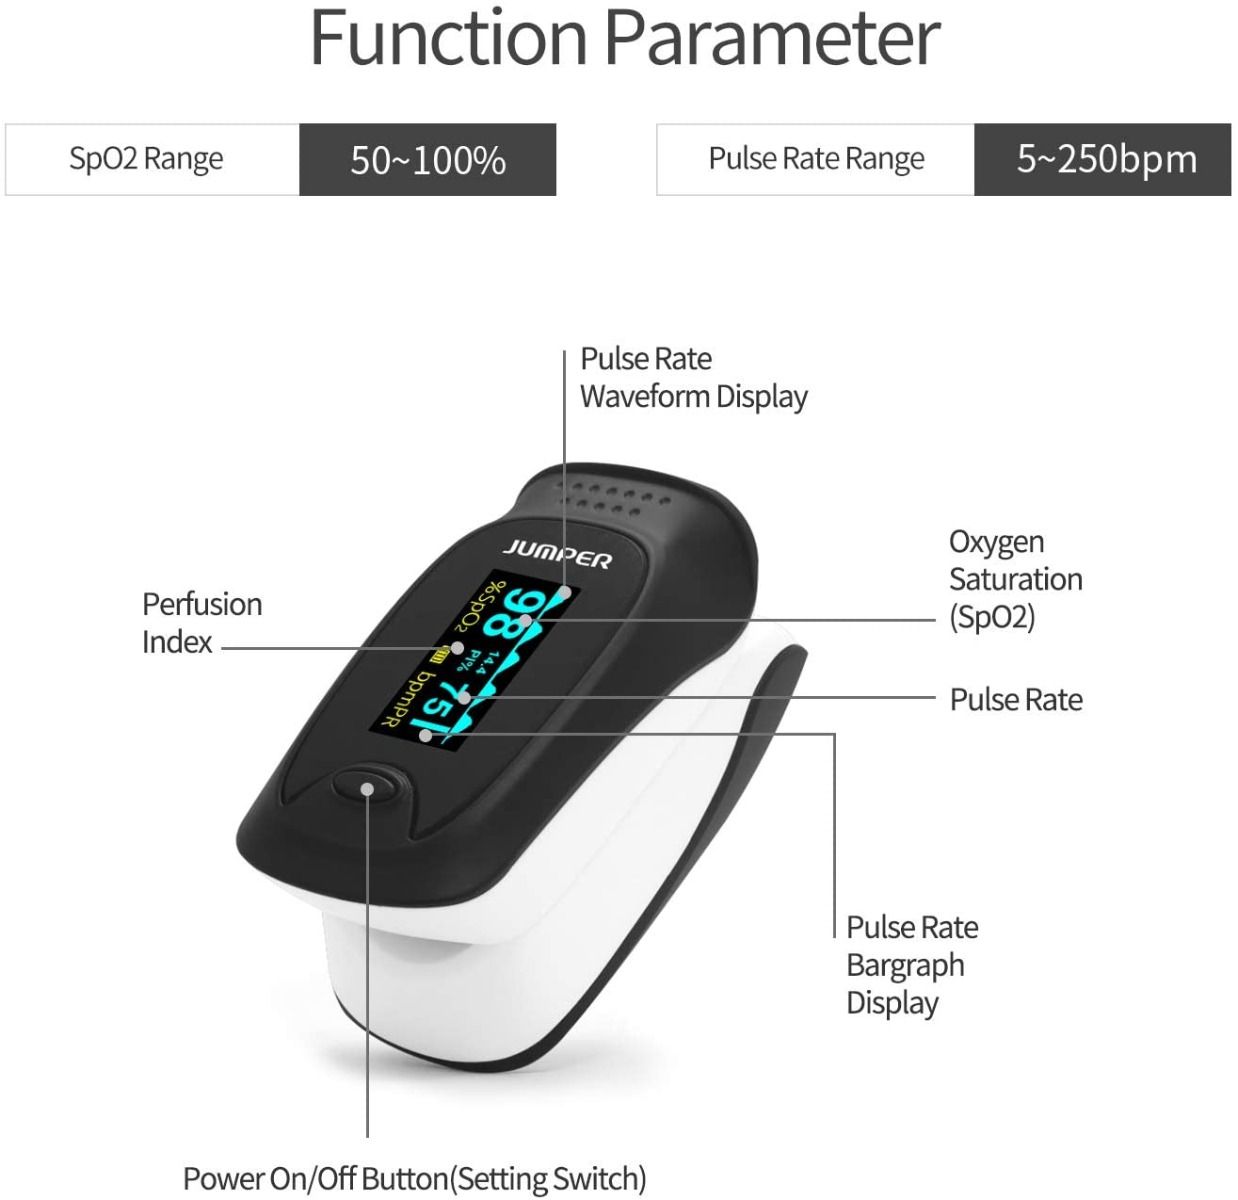 Function Parameter
SpO2 Range
50~100%
Pulse Rate Range
5~250bpm
Pulse Rate
Waveform Display
JUMPER
Oxygen
Saturation
(SpO2)
Perfusion
Index
%SpO₂
98
14.4
PI%
75
bpmPR
Pulse Rate
Pulse Rate
Bargraph
Display
Power On/Off Button(Setting Switch)